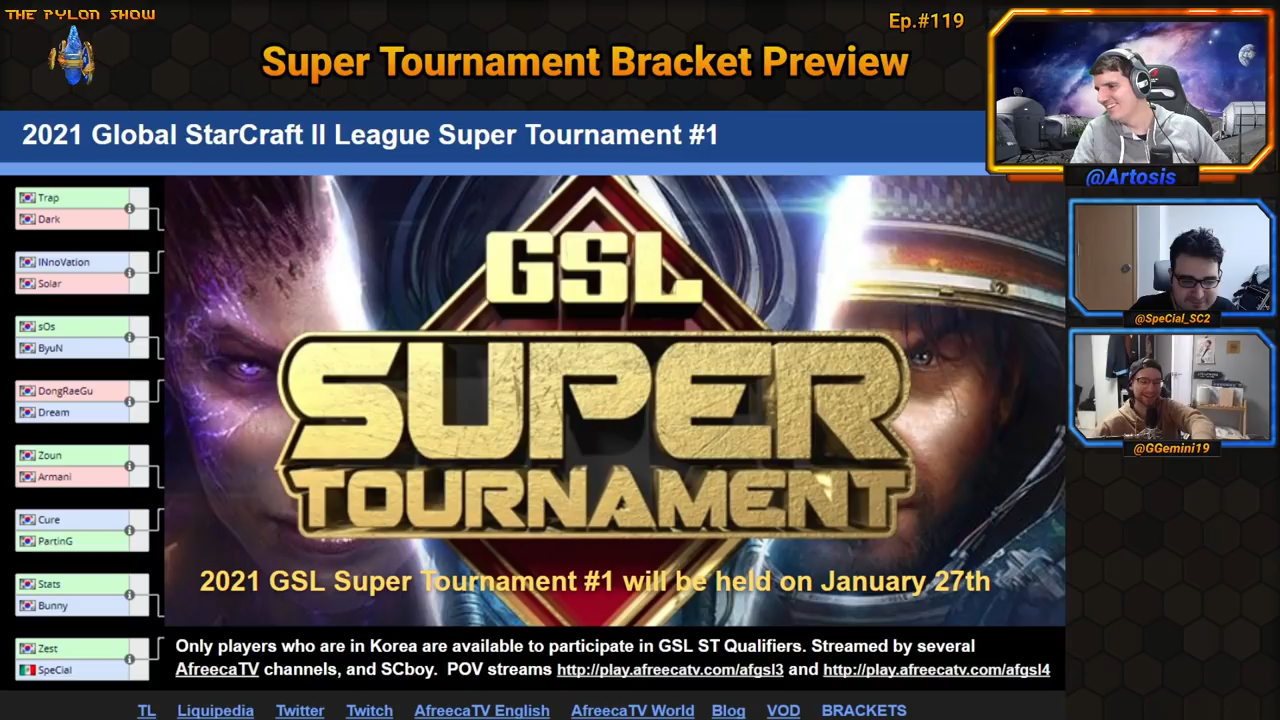 THE PYLON SHOW
Ep.#119
Super Tournament Bracket Preview
2021 Global StarCraft II League Super Tournament #1
@Artosis
Trap
Dark
INnoVation
Solar
sOs
ByuN
DongRaeGu
Dream
Zoun
Armani
Cure
PartinG
Stats
Bunny
Zest
SpeCial
GSL
SUPER
TOURNAMENT
2021 GSL Super Tournament #1 will be held on January 27th
@SpeCial_SC2
@GGemini19
Only players who are in Korea are available to participate in GSL ST Qualifiers. Streamed by several
AfreecaTV channels, and SCboy. POV streams http://play.afreecatv.com/afgsl3 and http://play.afreecatv.com/afgsl4
TL Liquipedia Twitter Twitch AfreecaTV English AfreecaTV World Blog VOD BRACKETS